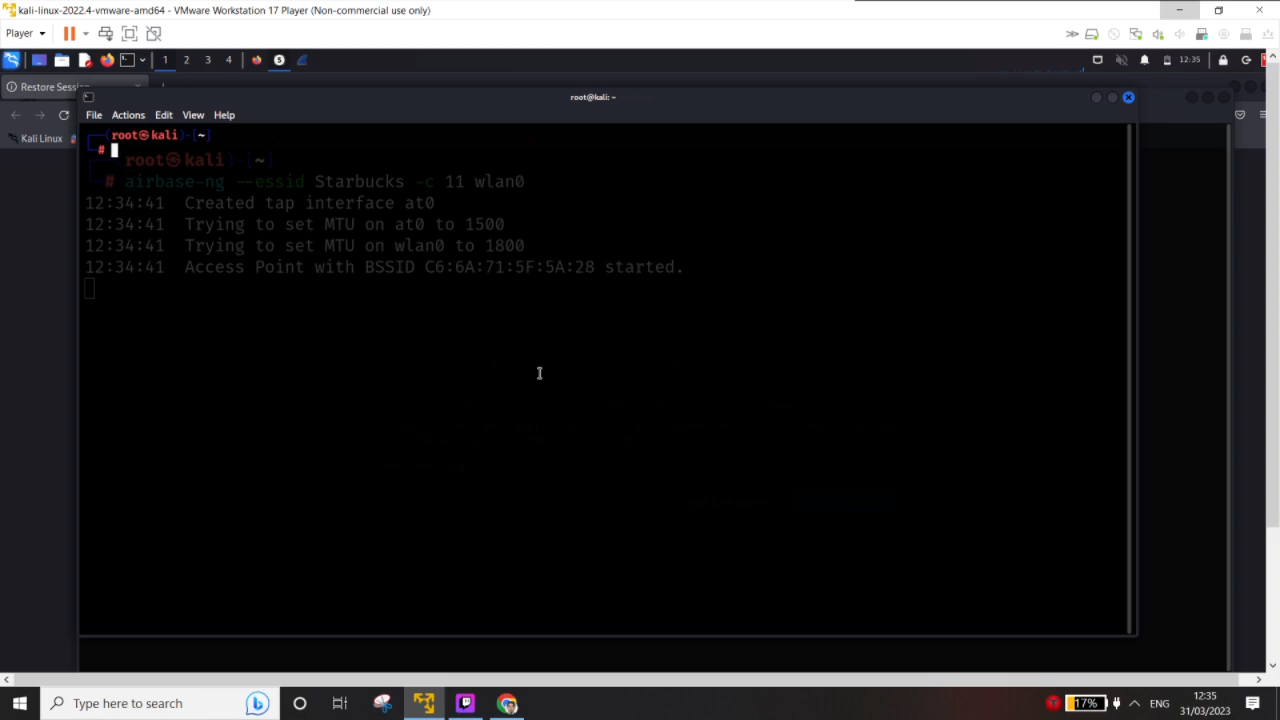 kali-linux-2022.4-vmware-amd64 - VMware Workstation 17 Player (Non-commercial use only)
Player
1 2 3 4
12:35
Restore Session
Kali Linux
root@kali: ~
File Actions Edit View Help
┌──(root㉿kali)-[~]
└─#
┌──(root㉿kali)-[~]
└─# airbase-ng --essid Starbucks -c 11 wlan0
12:34:41 Created tap interface at0
12:34:41 Trying to set MTU on at0 to 1500
12:34:41 Trying to set MTU on wlan0 to 1800
12:34:41 Access Point with BSSID C6:6A:71:5F:5A:28 started.
Type here to search
17%
ENG
12:35
31/03/2023